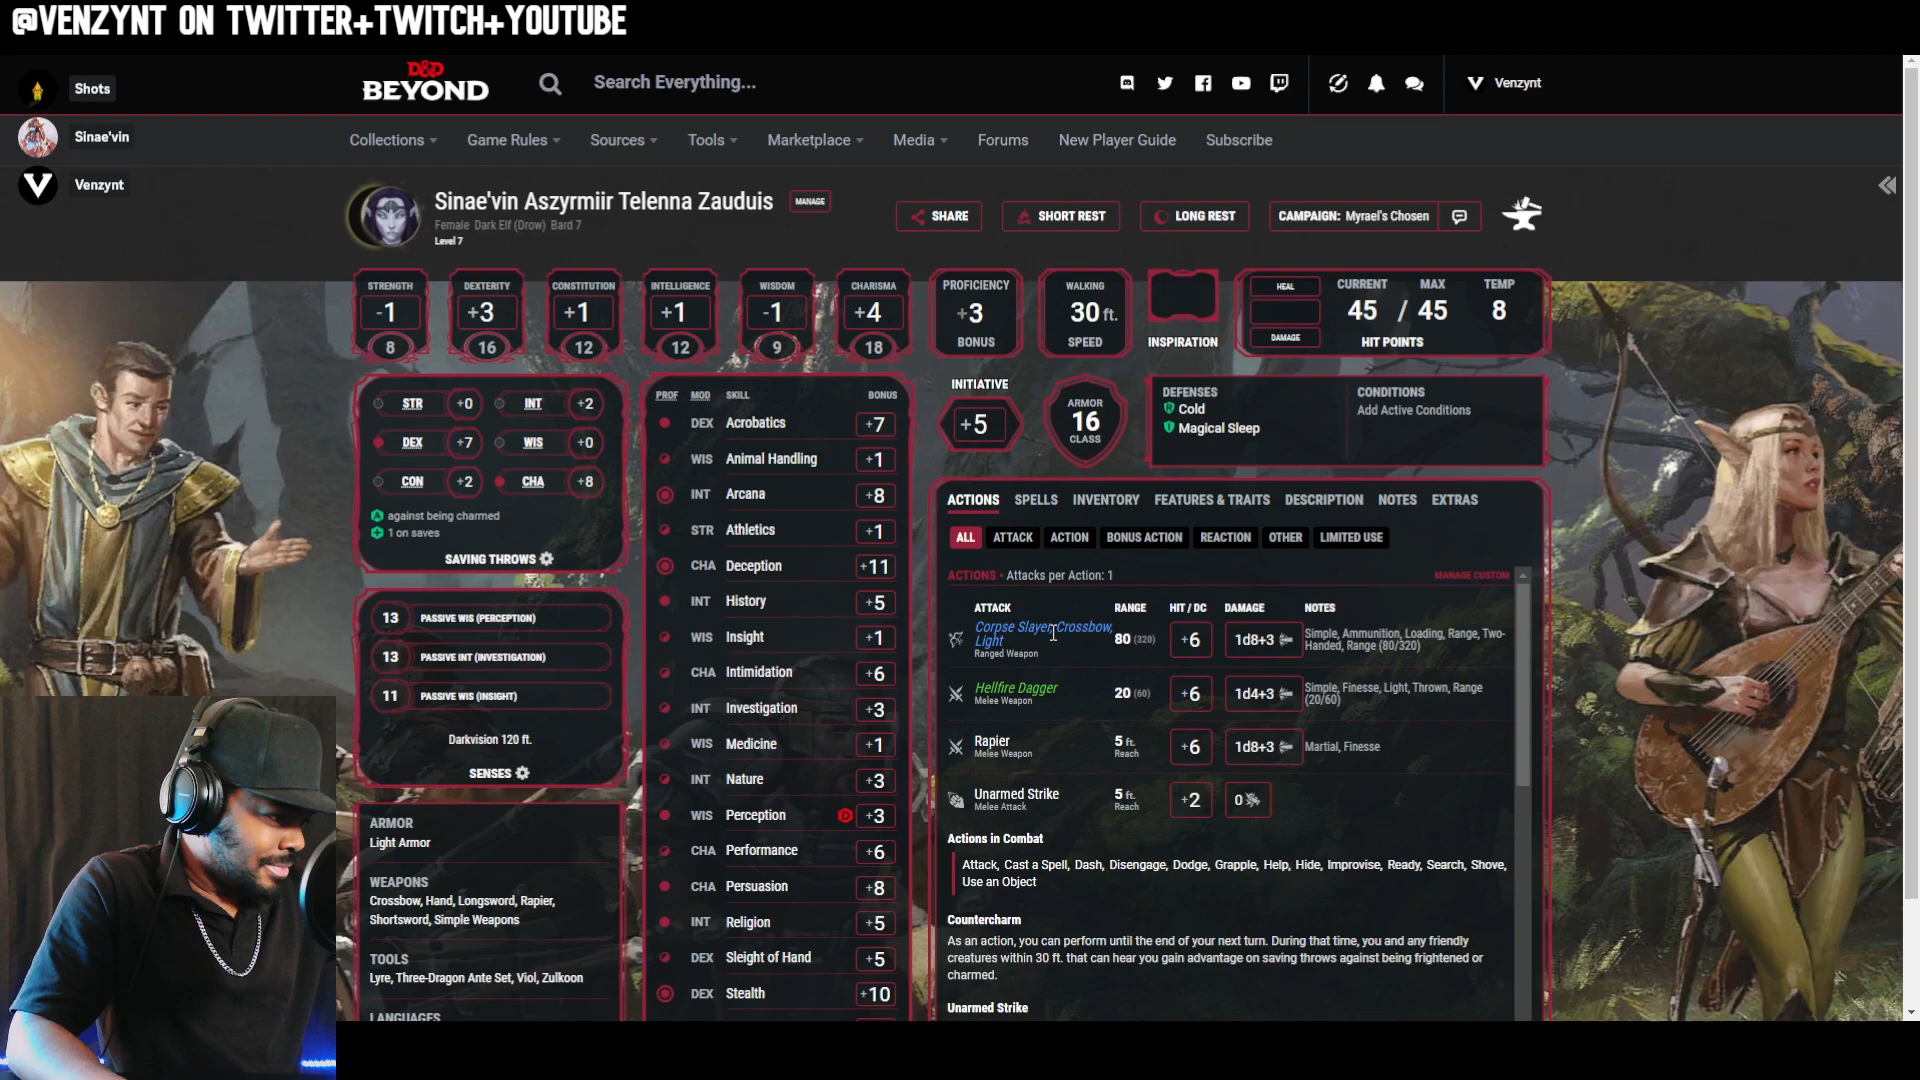 @VENZYNT ON TWITTER+TWITCH+YOUTUBE
Shots
Sinae'vin
Venzynt
D&D
BEYOND
Search Everything...
Venzynt
Collections
Game Rules
Sources
Tools
Marketplace
Media
Forums
New Player Guide
Subscribe
Sinae'vin Aszyrmiir Telenna Zauduis
MANAGE
Female Dark Elf (Drow) Bard 7
Level 7
SHARE
SHORT REST
LONG REST
CAMPAIGN: Myrael's Chosen
STRENGTH
-1
8
DEXTERITY
+3
16
CONSTITUTION
+1
12
INTELLIGENCE
+1
12
WISDOM
-1
9
CHARISMA
+4
18
PROFICIENCY
+3
BONUS
WALKING
30 ft.
SPEED
INSPIRATION
HEAL
DAMAGE
CURRENT MAX TEMP
45 / 45 8
HIT POINTS
STR +0
INT +2
DEX +7
WIS +0
CON +2
CHA +8
against being charmed
1 on saves
SAVING THROWS
13 PASSIVE WIS (PERCEPTION)
13 PASSIVE INT (INVESTIGATION)
11 PASSIVE WIS (INSIGHT)
Darkvision 120 ft.
SENSES
ARMOR
Light Armor
WEAPONS
Crossbow, Hand, Longsword, Rapier,
Shortsword, Simple Weapons
TOOLS
Lyre, Three-Dragon Ante Set, Viol, Zulkoon
LANGUAGES
PROF MOD SKILL BONUS
DEX Acrobatics +7
WIS Animal Handling +1
INT Arcana +8
STR Athletics +1
CHA Deception +11
INT History +5
WIS Insight +1
CHA Intimidation +6
INT Investigation +3
WIS Medicine +1
INT Nature +3
WIS Perception +3
CHA Performance +6
CHA Persuasion +8
INT Religion +5
DEX Sleight of Hand +5
DEX Stealth +10
INITIATIVE
+5
ARMOR
16
CLASS
DEFENSES
Cold
Magical Sleep
CONDITIONS
Add Active Conditions
ACTIONS SPELLS INVENTORY FEATURES & TRAITS DESCRIPTION NOTES EXTRAS
ALL ATTACK ACTION BONUS ACTION REACTION OTHER LIMITED USE
ACTIONS • Attacks per Action: 1
MANAGE CUSTOM
ATTACK RANGE HIT / DC DAMAGE NOTES
Corpse Slayer, Crossbow,
Light
Ranged Weapon
80 (320)
+6
1d8+3
Simple, Ammunition, Loading, Range, Two-
Handed, Range (80/320)
Hellfire Dagger
Melee Weapon
20 (60)
+6
1d4+3
Simple, Finesse, Light, Thrown, Range
(20/60)
Rapier
Melee Weapon
5 ft.
Reach
+6
1d8+3
Martial, Finesse
Unarmed Strike
Melee Attack
5 ft.
Reach
+2
0
Actions in Combat
Attack, Cast a Spell, Dash, Disengage, Dodge, Grapple, Help, Hide, Improvise, Ready, Search, Shove,
Use an Object
Countercharm
As an action, you can perform until the end of your next turn. During that time, you and any friendly
creatures within 30 ft. that can hear you gain advantage on saving throws against being frightened or
charmed.
Unarmed Strike